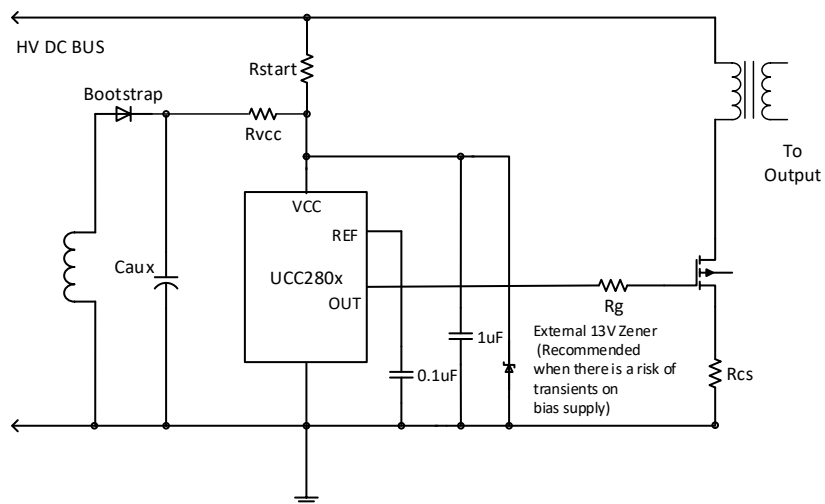 HV DC BUS
Rstart
Bootstrap
Rvcc
To
Output
VCC
REF
Caux
UCC280x
OUT
Rg
1uF
External 13V Zener
(Recommended
when there is a risk of
transients on
bias supply)
0.1uF
Rcs